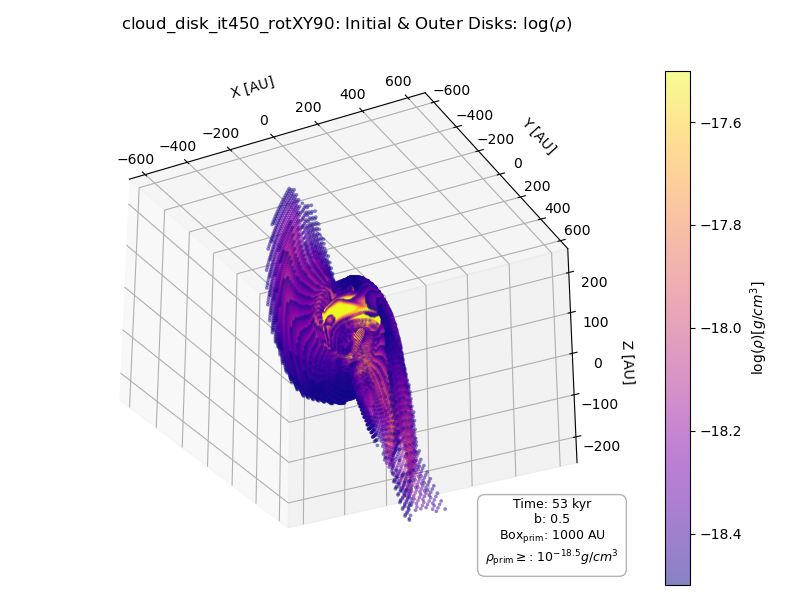 cloud_disk_it450_rotXY90: Initial & Outer Disks: log(ρ)
X [AU]
−600
−400
−200
0
200
400
600
Y [AU]
−600
−400
−200
0
200
400
600
Z [AU]
200
100
0
−100
−200
−17.6
−17.8
−18.0
−18.2
−18.4
log(ρ)[g/cm³]
Time: 53 kyr
b: 0.5
Box_prim: 1000 AU
ρ_prim ≥: 10^−18.5 g/cm³